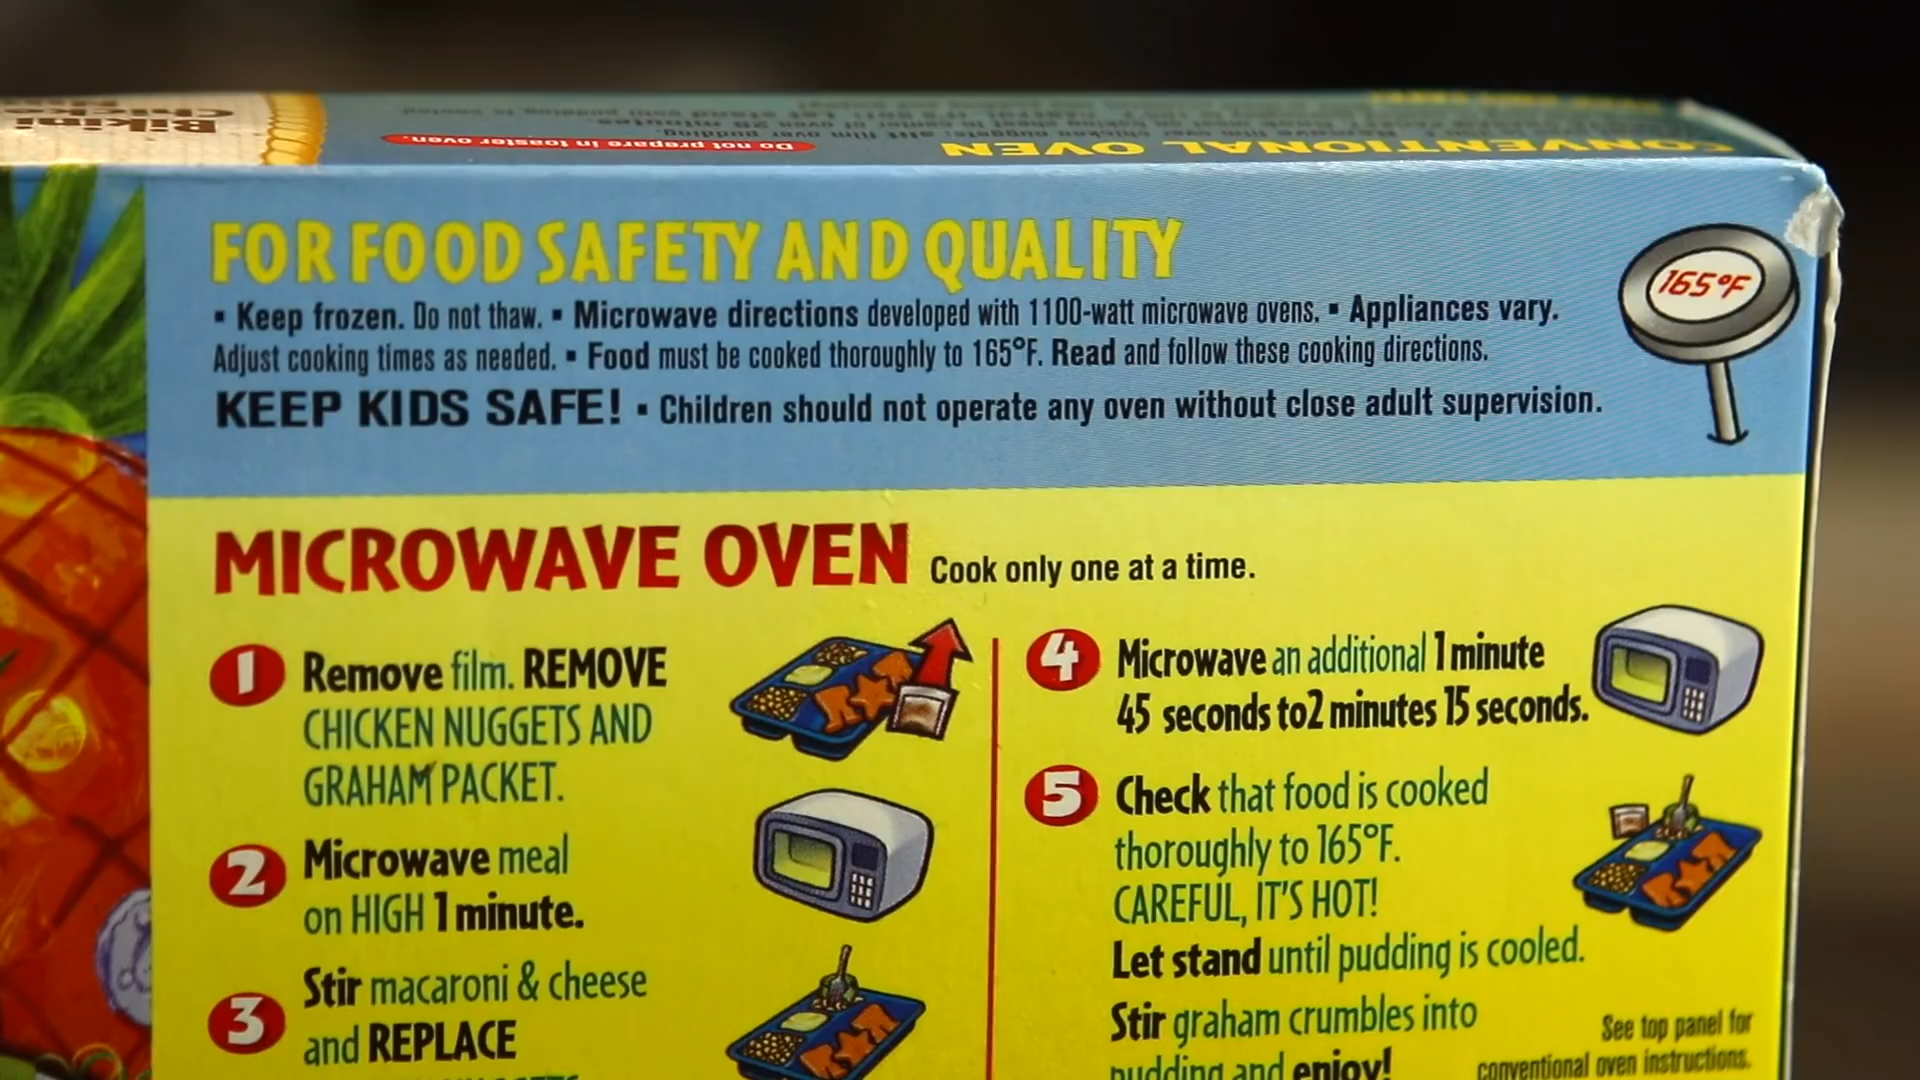 Bikini
Do not prepare in toaster oven.
CONVENTIONAL OVEN
FOR FOOD SAFETY AND QUALITY
▪ Keep frozen. Do not thaw. ▪ Microwave directions developed with 1100-watt microwave ovens. ▪ Appliances vary.
Adjust cooking times as needed. ▪ Food must be cooked thoroughly to 165°F. Read and follow these cooking directions.
KEEP KIDS SAFE! ▪ Children should not operate any oven without close adult supervision.
165°F
MICROWAVE OVEN Cook only one at a time.
1 Remove film. REMOVE
CHICKEN NUGGETS AND
GRAHAM PACKET.
2 Microwave meal
on HIGH 1 minute.
3 Stir macaroni & cheese
and REPLACE
4 Microwave an additional 1 minute
45 seconds to2 minutes 15 seconds.
5 Check that food is cooked
thoroughly to 165°F.
CAREFUL, IT'S HOT!
Let stand until pudding is cooled.
Stir graham crumbles into
pudding and enjoy!
See top panel for
conventional oven instructions.